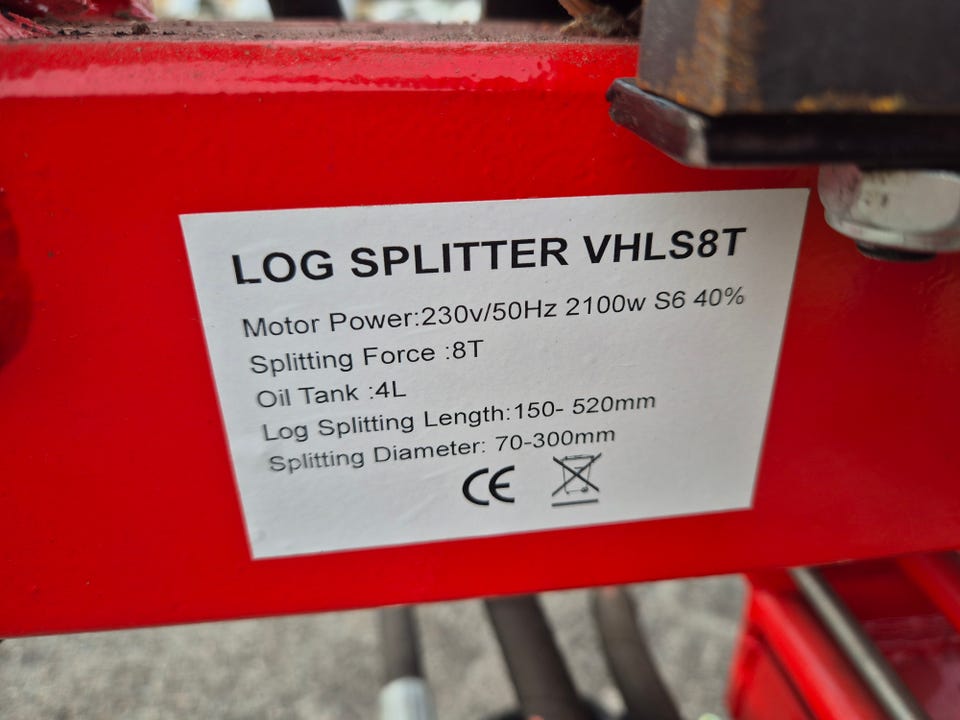 LOG SPLITTER VHLS8T
Motor Power:230v/50Hz 2100w S6 40%
Splitting Force :8T
Oil Tank :4L
Log Splitting Length:150- 520mm
Splitting Diameter: 70-300mm
CE